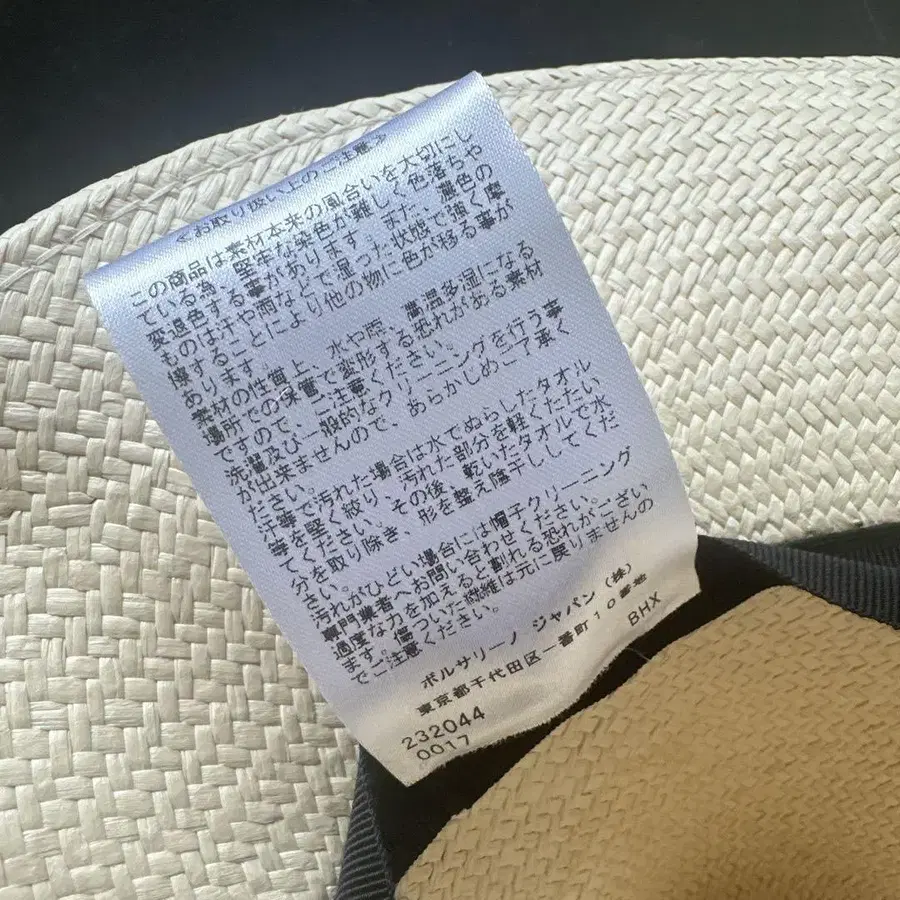 <お取り扱い上のご注意>
この商品は素材本来の風合いを大切にし
ている為、堅牢な染色が難しく色落ちや
変退色する事があります。また、濃色の
ものは汗や雨などで湿った状態で強く摩
擦することにより他の物に色が移る事が
あります。
素材の性質上、水や際、高温多湿になる
場所での保管で変形する恐れがある素材
ですので、ご注意ください。
洗濯及び一般的なクリーニングを行う事
が出来ませんので、あらかじめご了承く
ださい。
汗等で汚れた場合は水でぬらしたタオル
等を堅く絞り、汚れた部分を軽くたたい
てください。その後、乾いたタオルで水
分を取り除き、形を整え陰干ししてくだ
さい。
汚れがひどい場合には帽子クリーニング
専門業者へお問い合わせください。
過度な力を加えると割れる恐れがござい
ます。傷ついた繊維は元に戻りませんの
でご注意ください。
ボルサリーノ ジャパン(株)
東京都千代田区一番町10番地
BHX
232044
0017